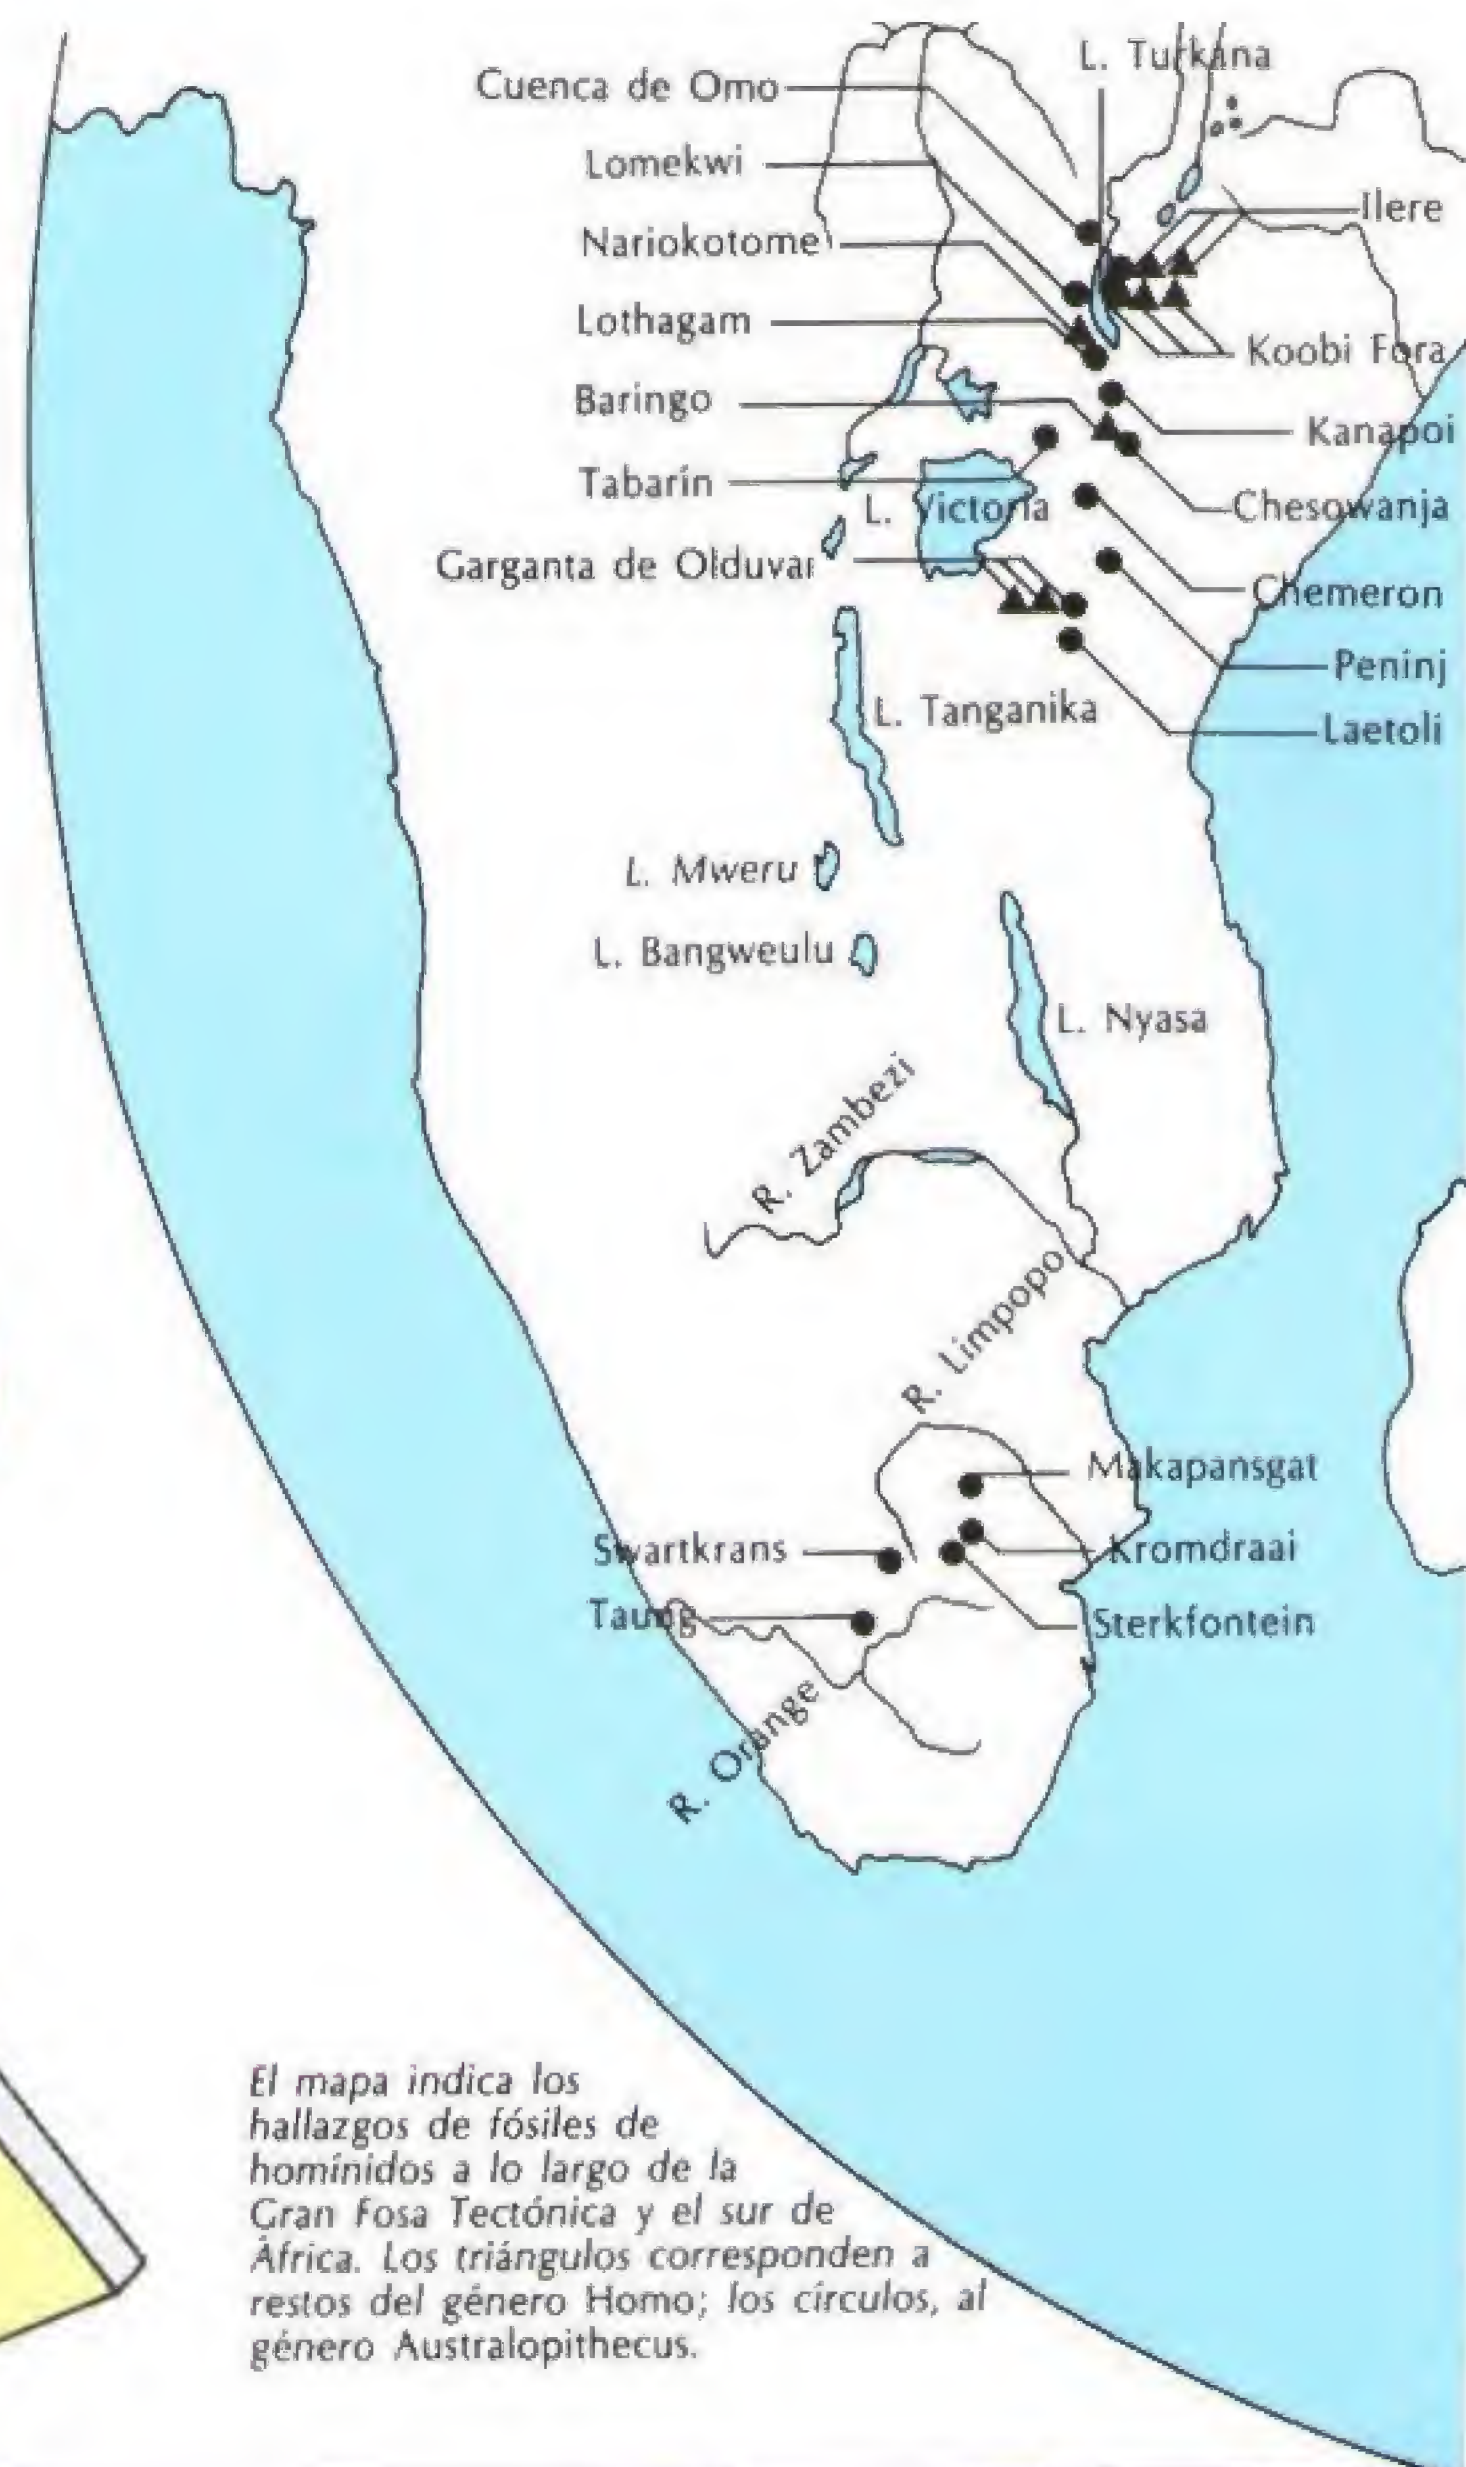 L. Turkana
Cuenca de Omo
Lomekwi
Ilere
Nariokotome
Lothagam
Koobi Fora
Baringo
Kanapoi
Tabarín
L. Victoria
Chesowanja
Garganta de Olduvai
Chemeron
Peninj
L. Tanganika
Laetoli
L. Mweru
L. Bangweulu
L. Nyasa
R. Zambezi
R. Limpopo
Makapansgat
Swartkrans
Kromdraai
Taung
Sterkfontein
R. Orange
El mapa indica los
hallazgos de fósiles de
homínidos a lo largo de la
Gran Fosa Tectónica y el sur de
África. Los triángulos corresponden a
restos del género Homo; los círculos, al
género Australopithecus.